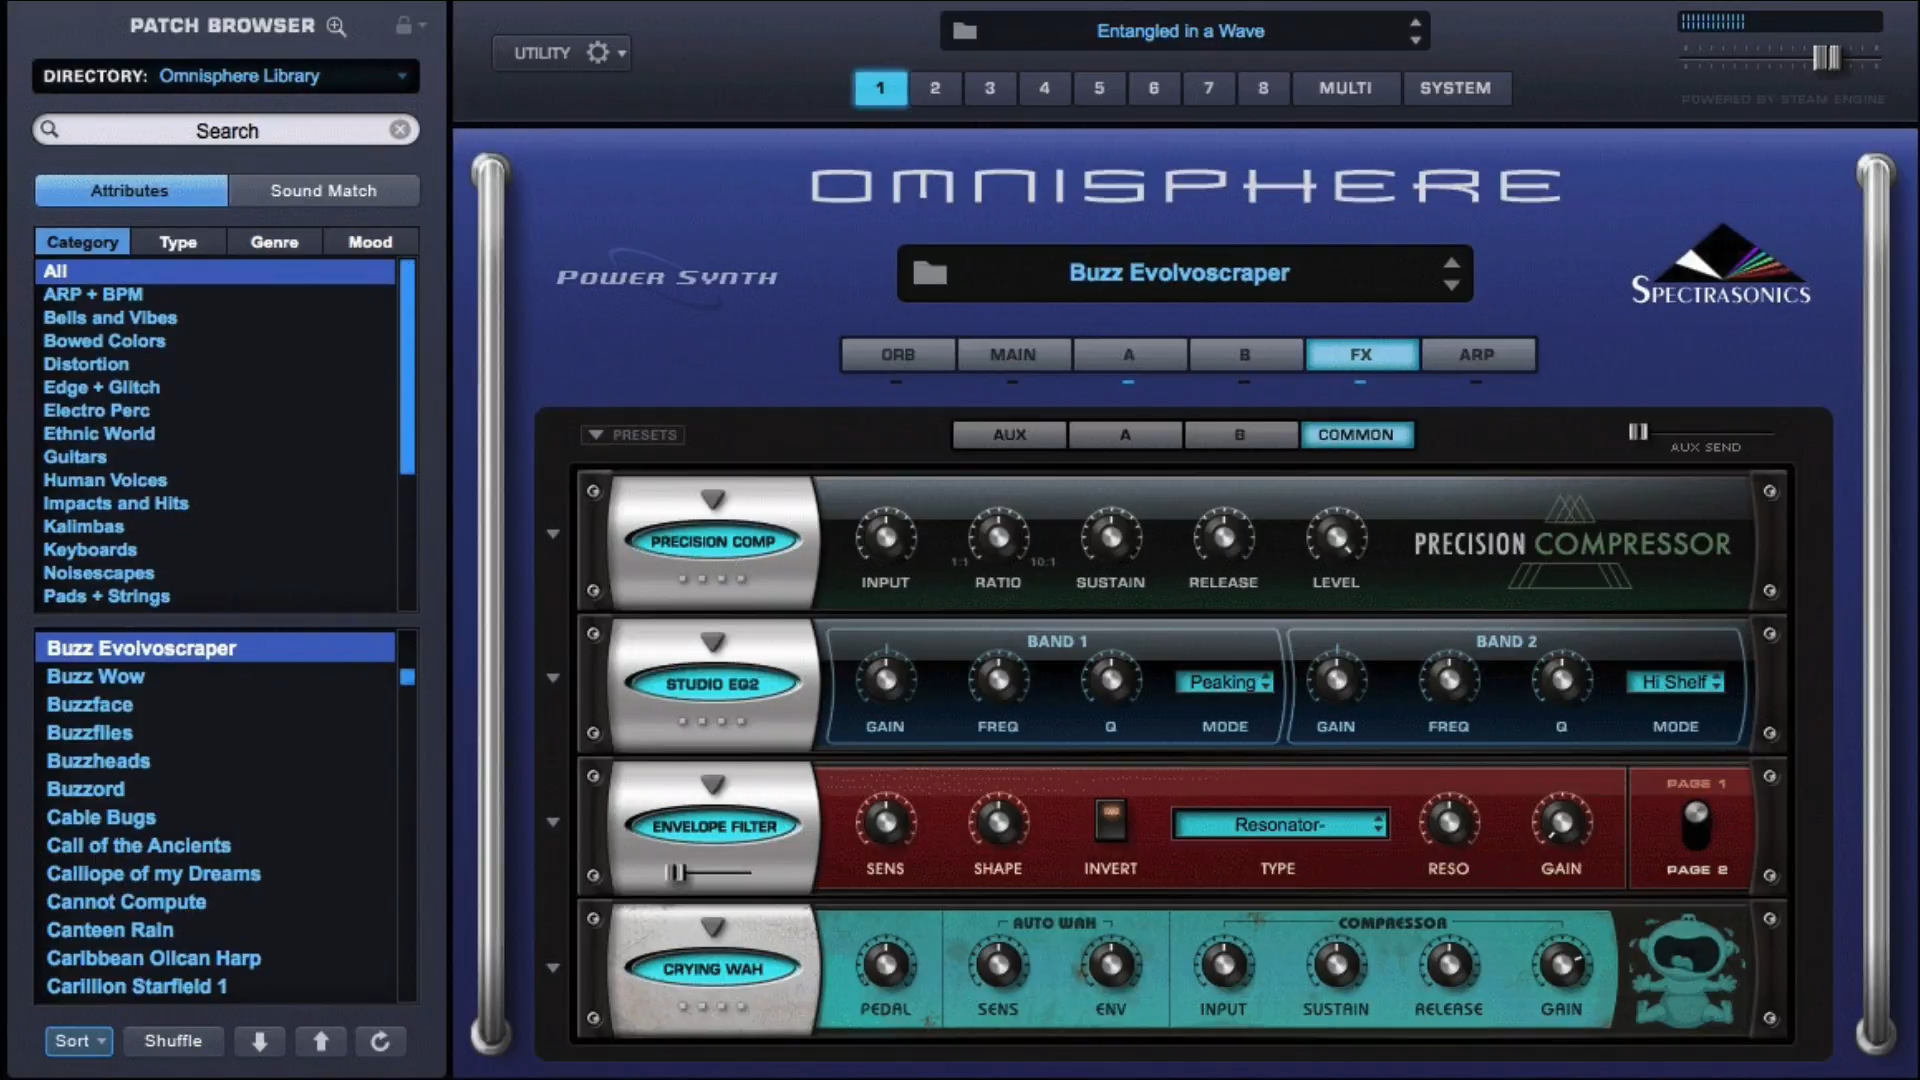 PATCH BROWSER
DIRECTORY: Omnisphere Library
Search
Attributes Sound Match
Category Type Genre Mood
All
ARP + BPM
Bells and Vibes
Bowed Colors
Distortion
Edge + Glitch
Electro Perc
Ethnic World
Guitars
Human Voices
Impacts and Hits
Kalimbas
Keyboards
Noisescapes
Pads + Strings
Buzz Evolvoscraper
Buzz Wow
Buzzface
Buzzflies
Buzzheads
Buzzord
Cable Bugs
Call of the Ancients
Calliope of my Dreams
Cannot Compute
Canteen Rain
Caribbean Oilcan Harp
Carillion Starfield 1
Sort Shuffle
UTILITY
Entangled in a Wave
1 2 3 4 5 6 7 8 MULTI SYSTEM
POWERED BY STEAM ENGINE
OMNISPHERE
POWER SYNTH
Buzz Evolvoscraper
SPECTRASONICS
ORB MAIN A B FX ARP
PRESETS
AUX A B COMMON
AUX SEND
PRECISION COMP
INPUT
1:1 RATIO 10:1
SUSTAIN
RELEASE
LEVEL
PRECISION COMPRESSOR
STUDIO EQ2
BAND 1
GAIN FREQ Q
Peaking
MODE
BAND 2
GAIN FREQ Q
Hi Shelf
MODE
ENVELOPE FILTER
SENS SHAPE INVERT
Resonator-
TYPE
RESO GAIN
PAGE 1
PAGE 2
CRYING WAH
PEDAL
AUTO WAH
SENS ENV
COMPRESSOR
INPUT SUSTAIN RELEASE GAIN